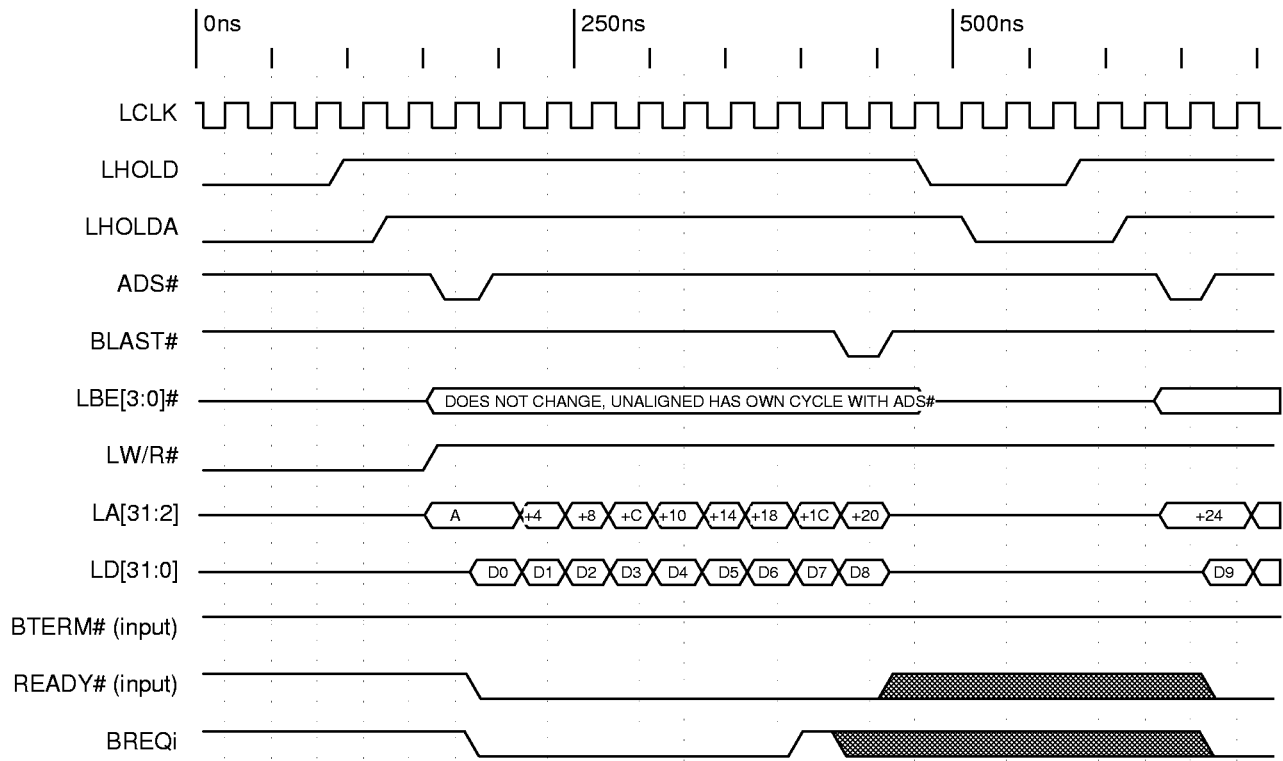 0ns 250ns 500ns
LCLK
LHOLD
LHOLDA
ADS#
BLAST#
LBE[3:0]# DOES NOT CHANGE, UNALIGNED HAS OWN CYCLE WITH ADS#
LW/R#
LA[31:2] A +4 +8 +C +10 +14 +18 +1C +20 +24
LD[31:0] D0 D1 D2 D3 D4 D5 D6 D7 D8 D9
BTERM# (input)
READY# (input)
BREQi